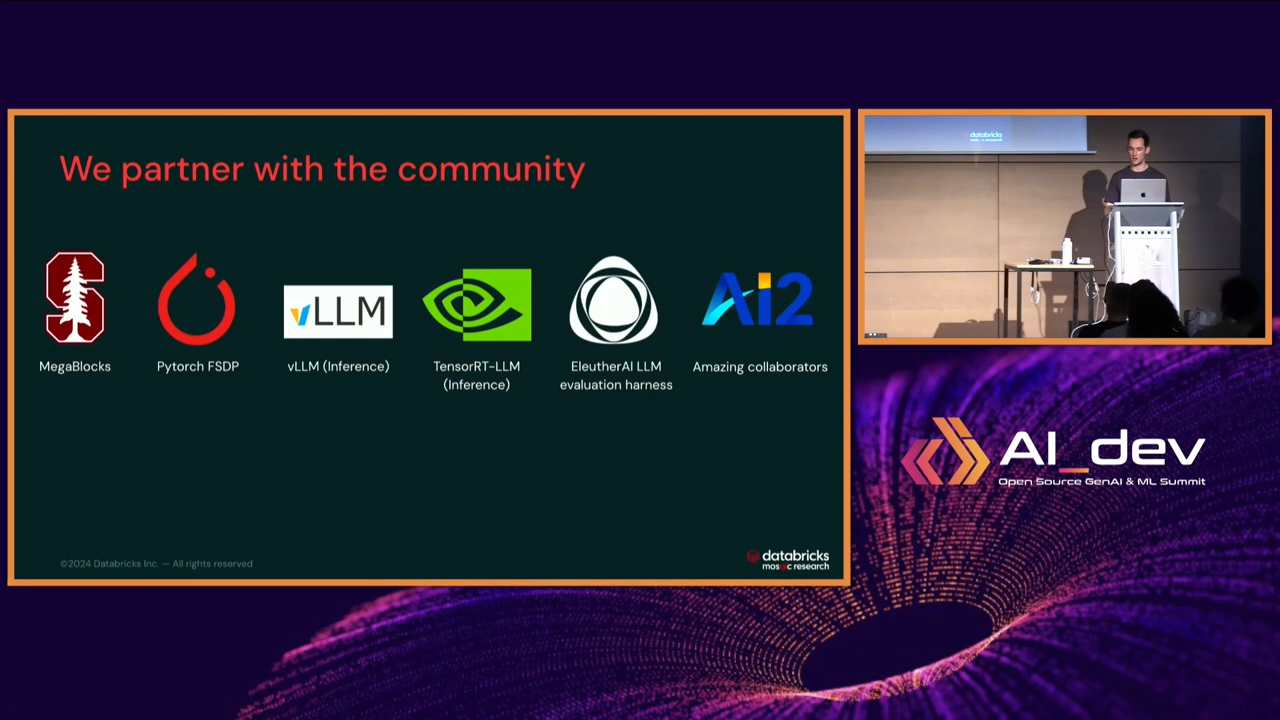 We partner with the community
vLLM
Ai2
MegaBlocks
Pytorch FSDP
vLLM (Inference)
TensorRT-LLM
(Inference)
EleutherAI LLM
evaluation harness
Amazing collaborators
©2024 Databricks Inc. — All rights reserved
databricks
mosaic research
databricks
AI_dev
Open Source GenAI & ML Summit